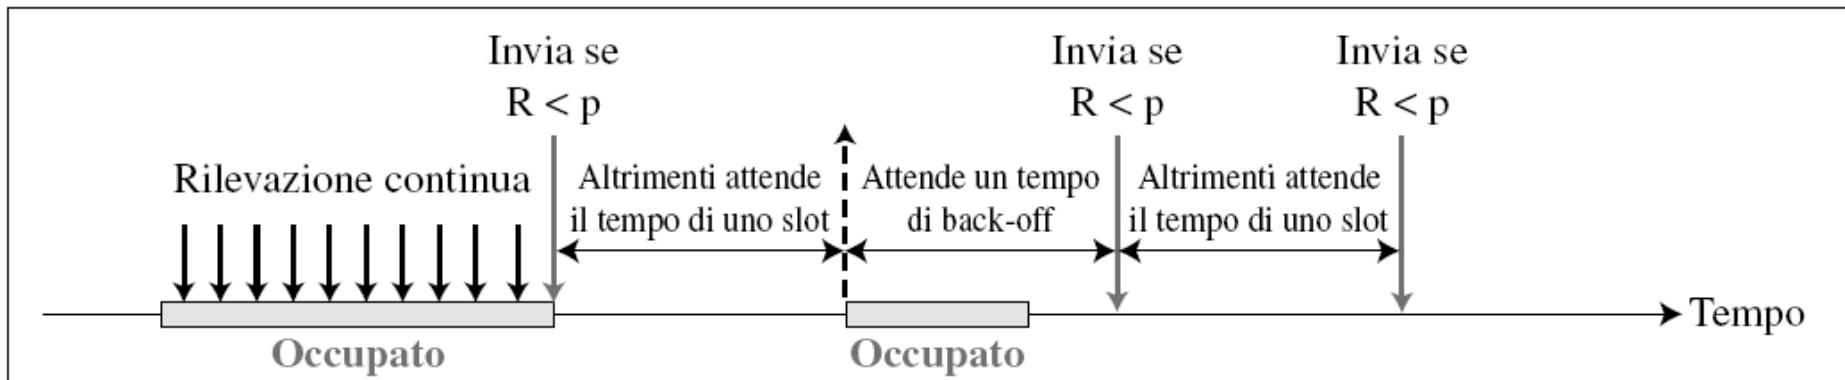 Invia se
R < p
Invia se
R < p
Invia se
R < p
Rilevazione continua
Altrimenti attende
il tempo di uno slot
Attende un tempo
di back-off
Altrimenti attende
il tempo di uno slot
Tempo
Occupato
Occupato